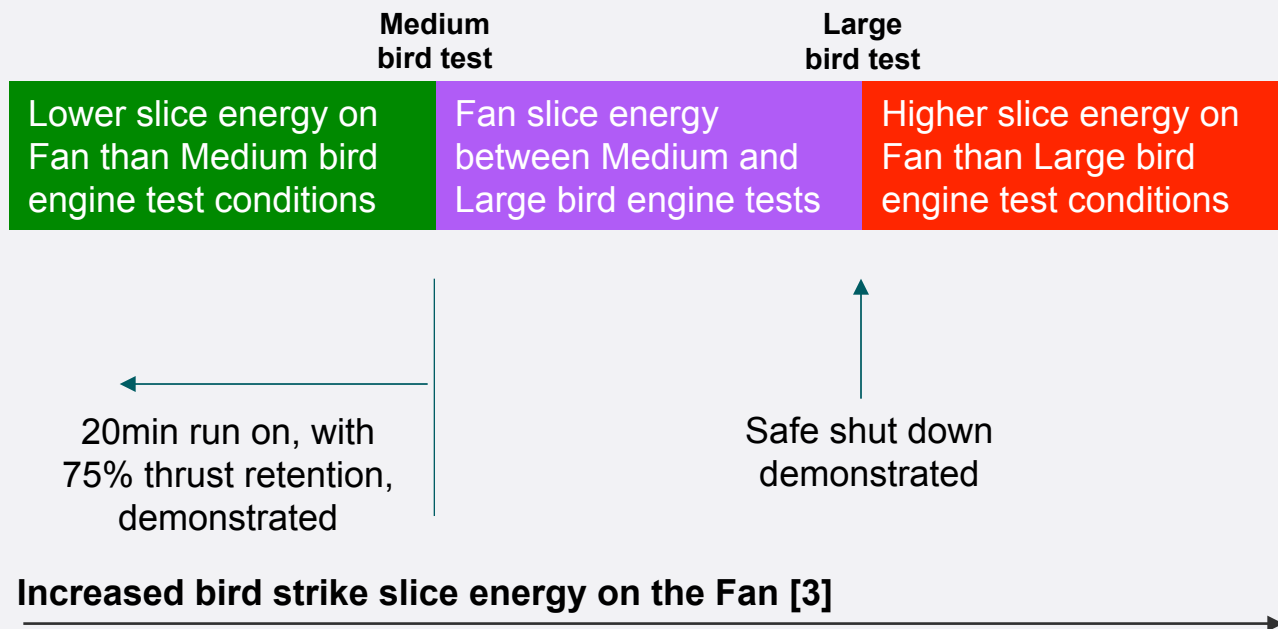 Medium
bird test
Large
bird test
Lower slice energy on
Fan than Medium bird
engine test conditions
Fan slice energy
between Medium and
Large bird engine tests
Higher slice energy on
Fan than Large bird
engine test conditions
20min run on, with
75% thrust retention,
demonstrated
Safe shut down
demonstrated
Increased bird strike slice energy on the Fan [3]